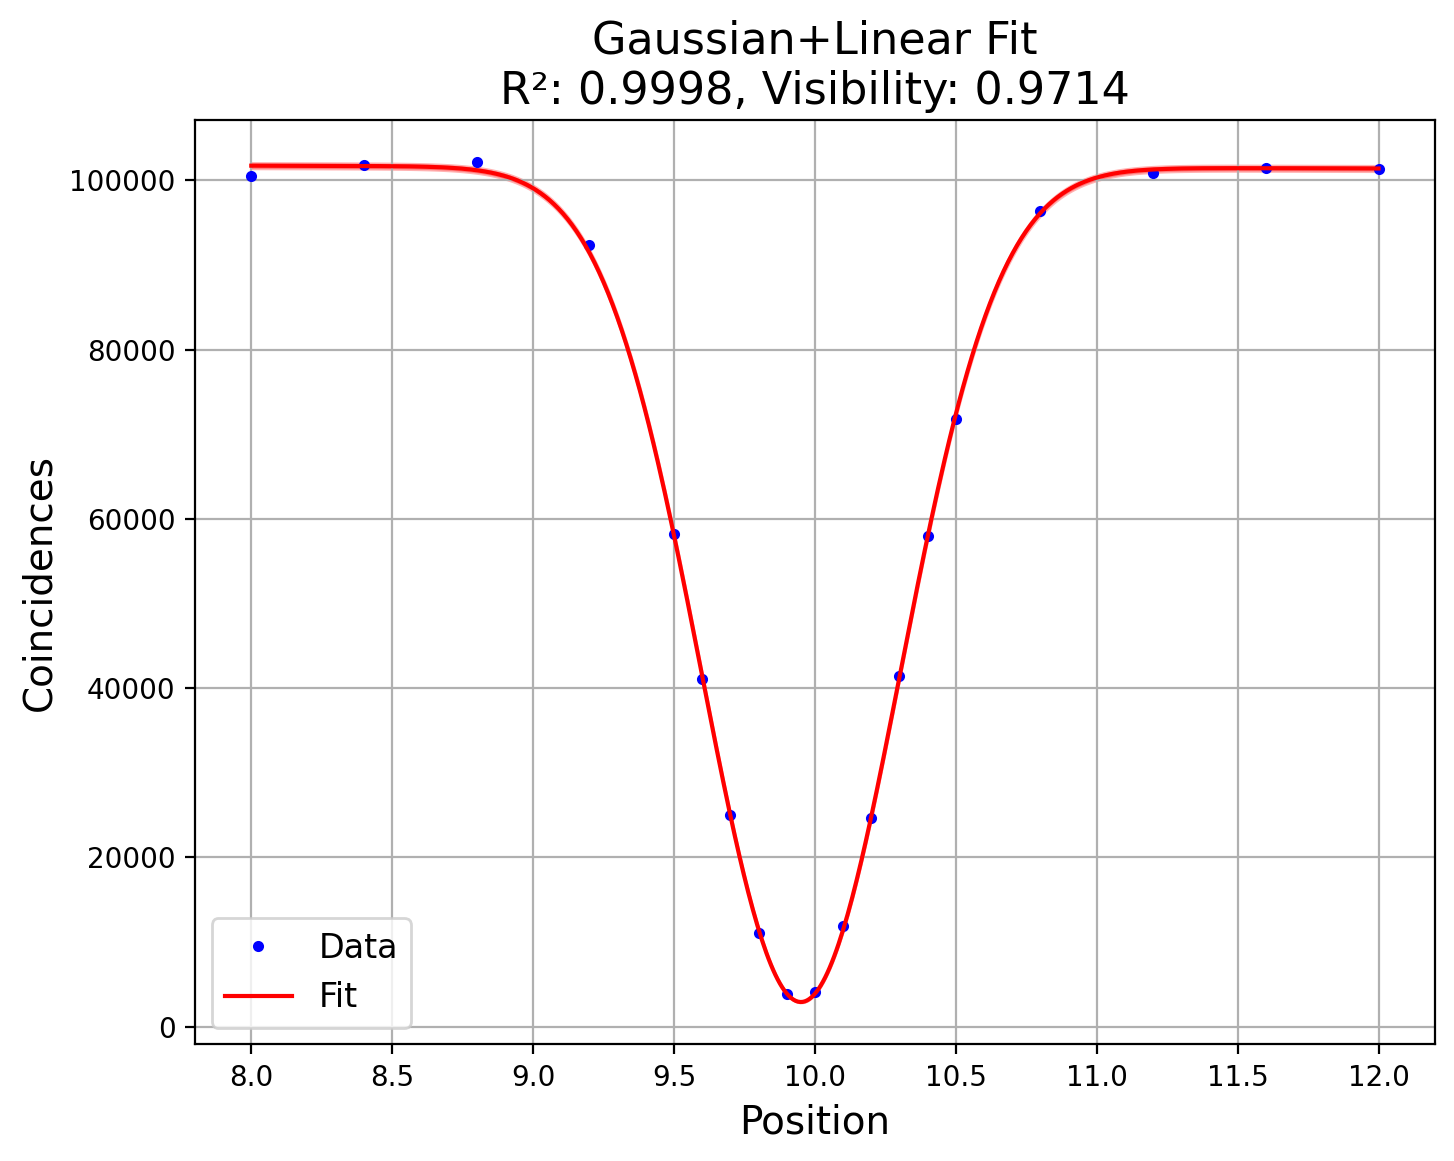 Gaussian+Linear Fit
R²: 0.9998, Visibility: 0.9714
100000
80000
60000
40000
20000
0
Coincidences
Data
Fit
8.0 8.5 9.0 9.5 10.0 10.5 11.0 11.5 12.0
Position